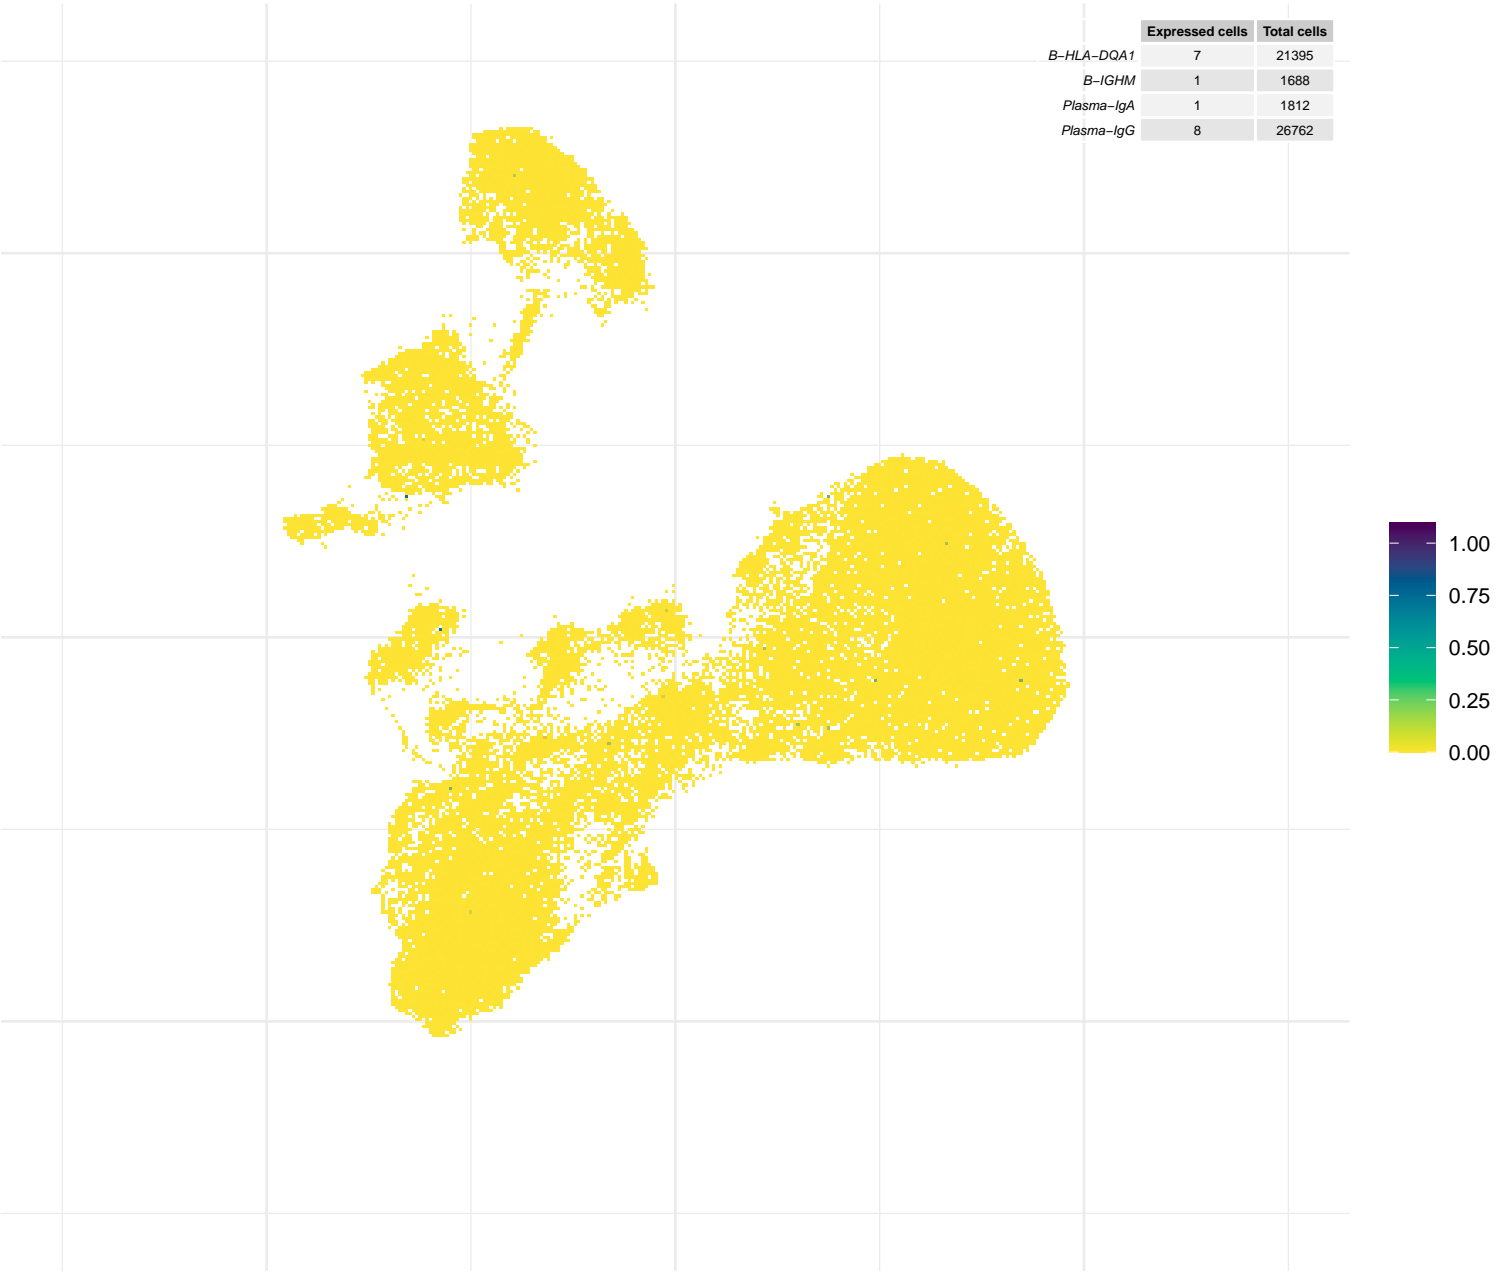 Expressed cells Total cells
B−HLA−DQA1 7 21395
B−IGHM 1 1688
Plasma−IgA 1 1812
Plasma−IgG 8 26762
1.00
0.75
0.50
0.25
0.00